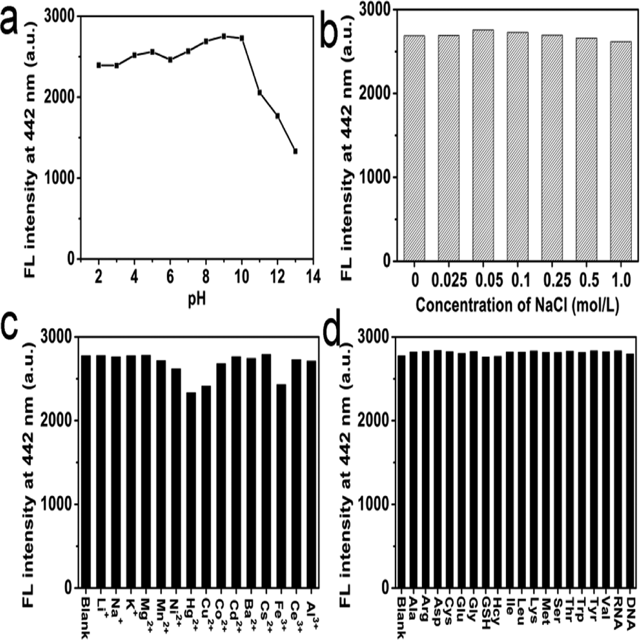 a
FL intensity at 442 nm (a.u.)
3000
2000
1000
0
2 4 6 8 10 12 14
pH
b
FL intensity at 442 nm (a.u.)
3000
2000
1000
0
0 0.025 0.05 0.1 0.25 0.5 1.0
Concentration of NaCl (mol/L)
c
FL intensity at 442 nm (a.u.)
3000
2000
1000
0
Blank Li⁺ Na⁺ K⁺ Mg²⁺ Mn²⁺ Ni²⁺ Hg²⁺ Cu²⁺ Co²⁺ Cd²⁺ Ba²⁺ Cs²⁺ Fe³⁺ Ce³⁺ Al³⁺
d
FL intensity at 442 nm (a.u.)
3000
2000
1000
0
Blank Ala Arg Asp Cys Glu Gly GSH Hcy Ile Leu Lys Met Ser Thr Trp Tyr Val RNA DNA